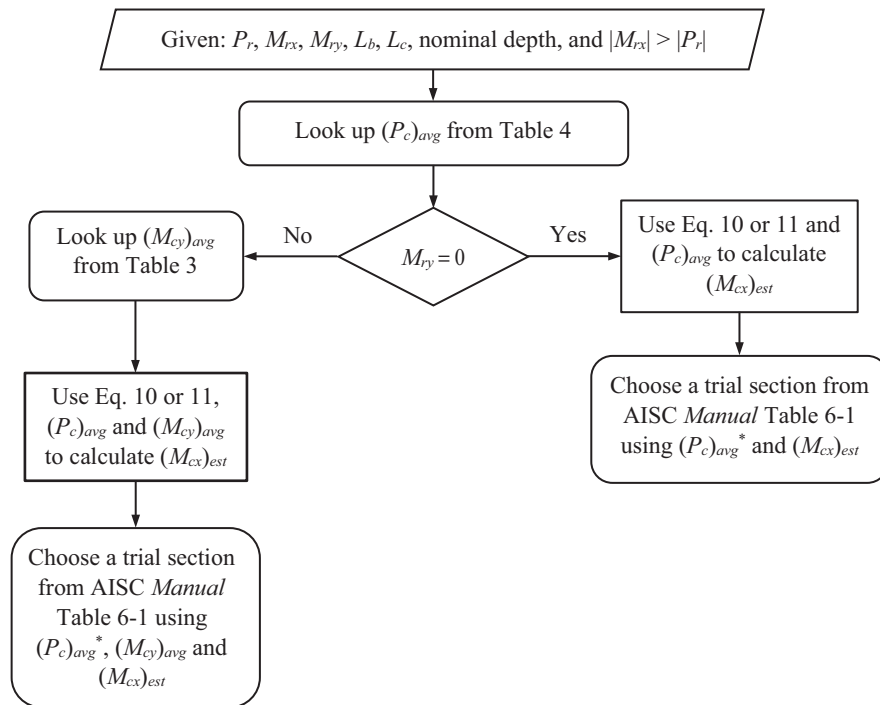 Given: Pr, Mrx, Mry, Lb, Lc, nominal depth, and |Mrx| > |Pr|
Look up (Pc)avg from Table 4
Look up (Mcy)avg
from Table 3
No
Mry = 0
Yes
Use Eq. 10 or 11 and
(Pc)avg to calculate
(Mcx)est
Use Eq. 10 or 11,
(Pc)avg and (Mcy)avg
to calculate (Mcx)est
Choose a trial section from
AISC Manual Table 6-1
using (Pc)avg* and (Mcx)est
Choose a trial section
from AISC Manual
Table 6-1 using
(Pc)avg*, (Mcy)avg and
(Mcx)est